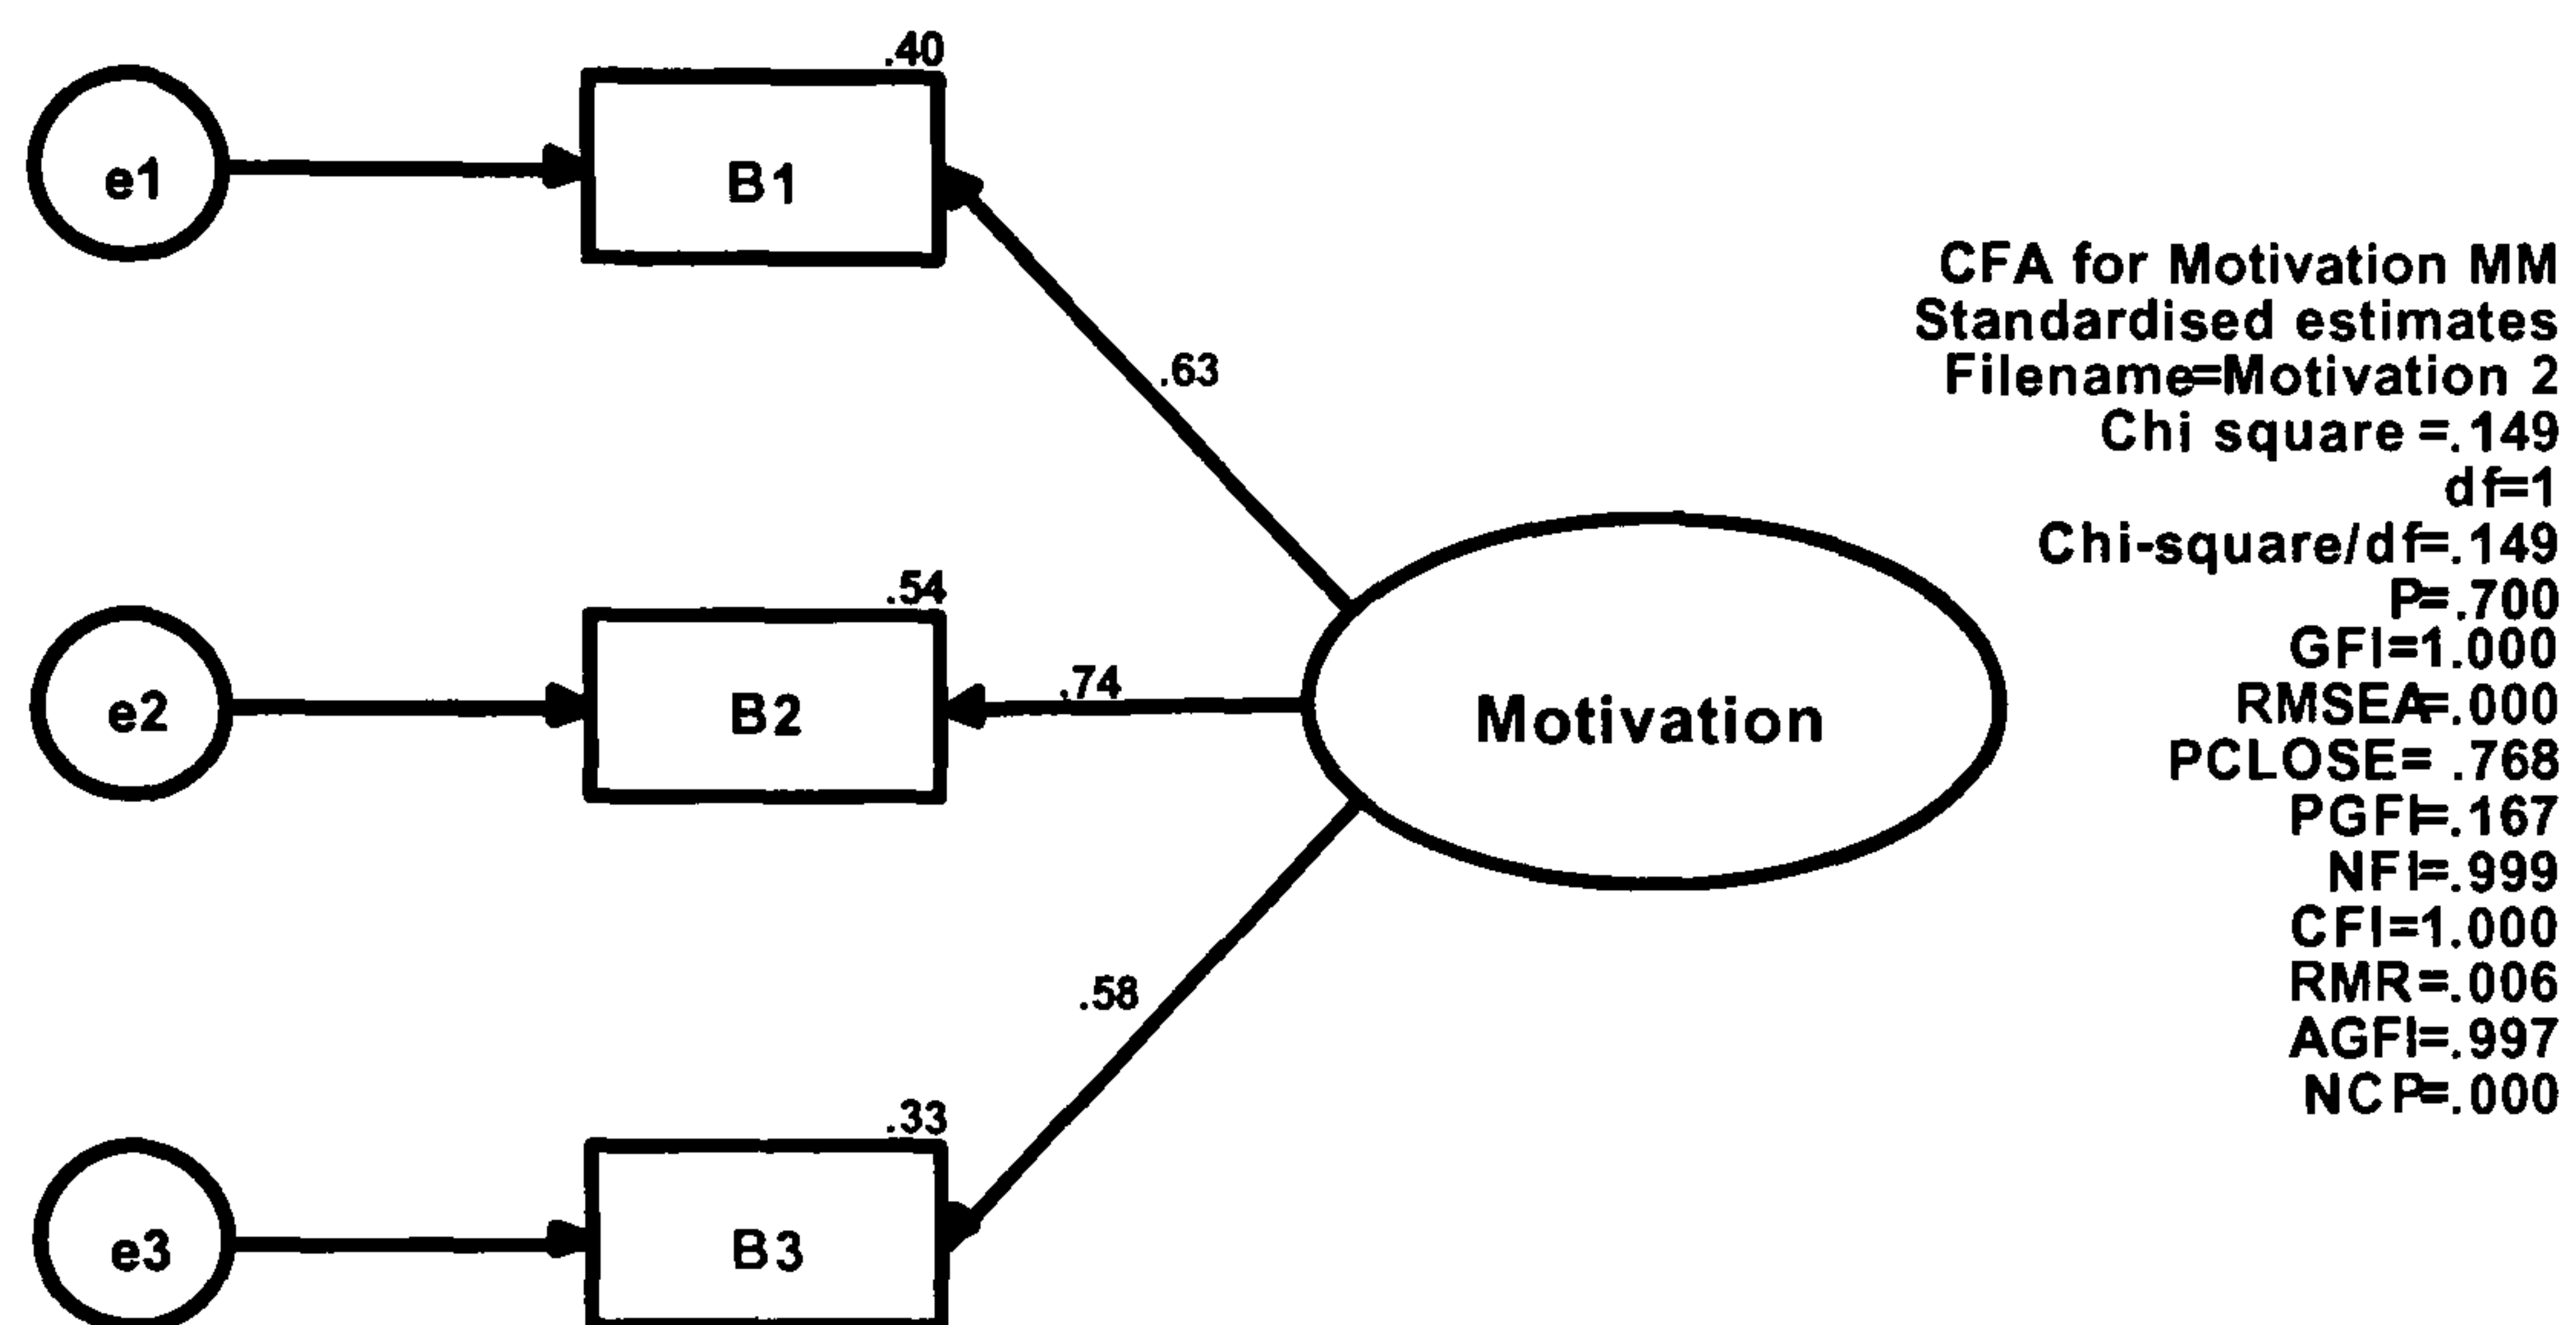 .40
e1
B1
.63
.54
e2
B2
.74
Motivation
.58
.33
e3
B3
CFA for Motivation MM
Standardised estimates
Filename=Motivation 2
Chi square =.149
df=1
Chi-square/df=.149
P=.700
GFI=1.000
RMSEA=.000
PCLOSE= .768
PGFI=.167
NFI=.999
CFI=1.000
RMR=.006
AGFI=.997
NCP=.000